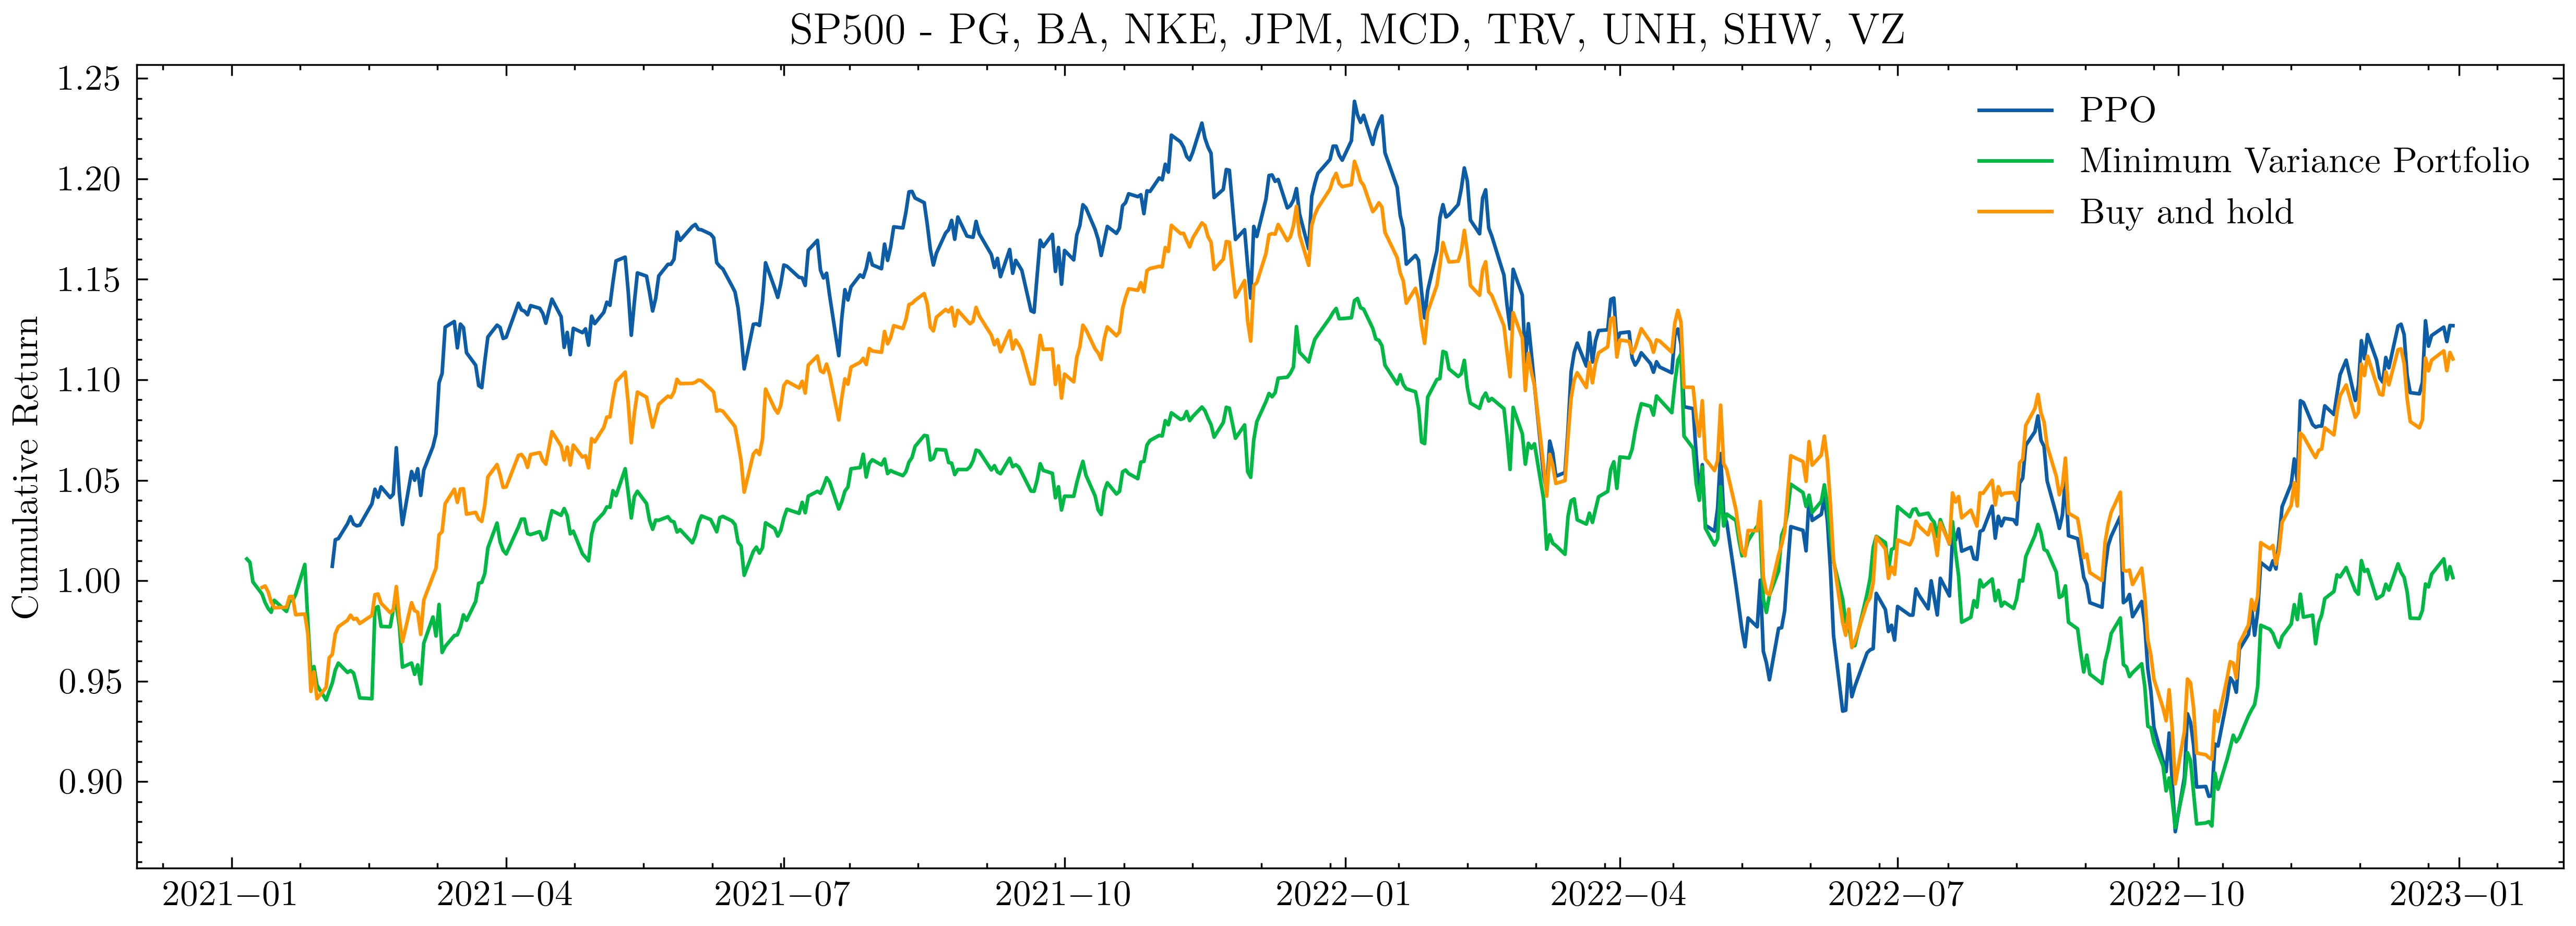 SP500 - PG, BA, NKE, JPM, MCD, TRV, UNH, SHW, VZ
Cumulative Return
1.25
1.20
1.15
1.10
1.05
1.00
0.95
0.90
PPO
Minimum Variance Portfolio
Buy and hold
2021−01 2021−04 2021−07 2021−10 2022−01 2022−04 2022−07 2022−10 2023−01